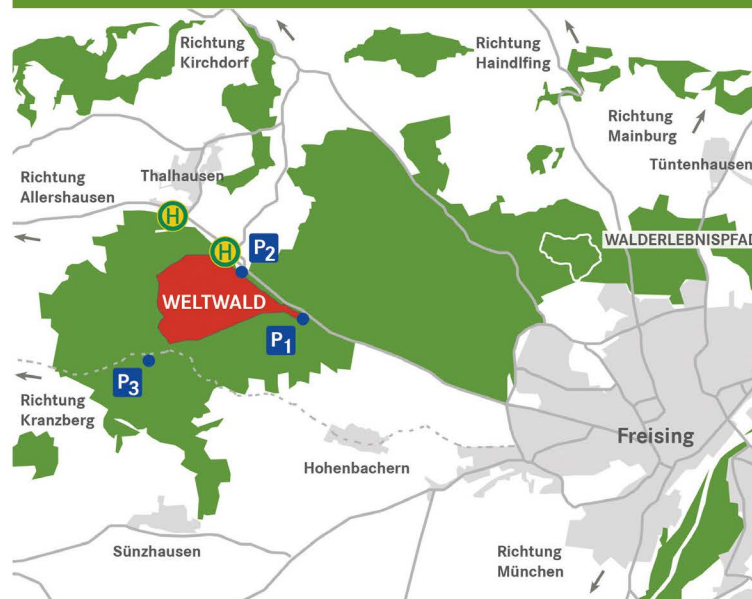 Richtung
Kirchdorf
Richtung
Haindlfing
Richtung
Mainburg
Tüntenhausen
Richtung
Allershausen
Thalhausen
H
H
P2
WALDERLEBNISPFAD
WELTWALD
P1
P3
Richtung
Kranzberg
Freising
Hohenbachern
Sünzhausen
Richtung
München